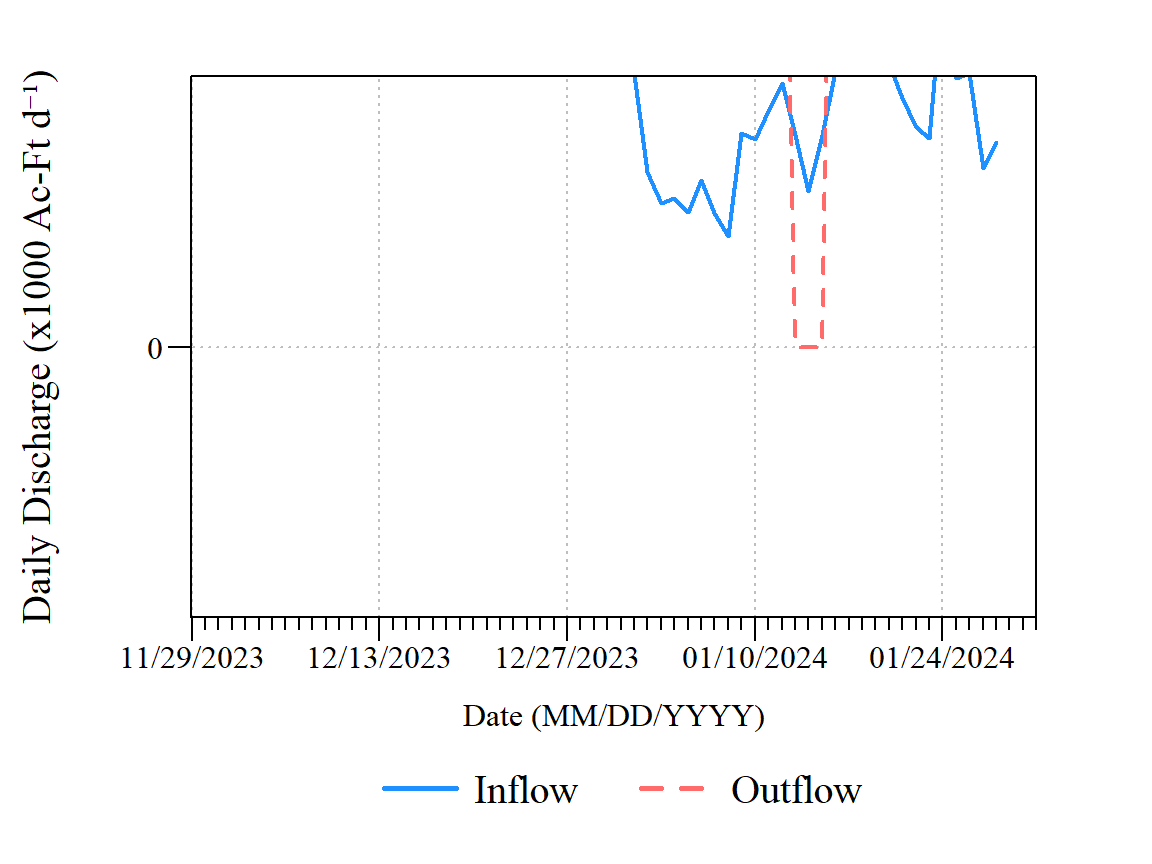 Daily Discharge (x1000 Ac-Ft d⁻¹)
0
11/29/2023 12/13/2023 12/27/2023 01/10/2024 01/24/2024
Date (MM/DD/YYYY)
Inflow Outflow